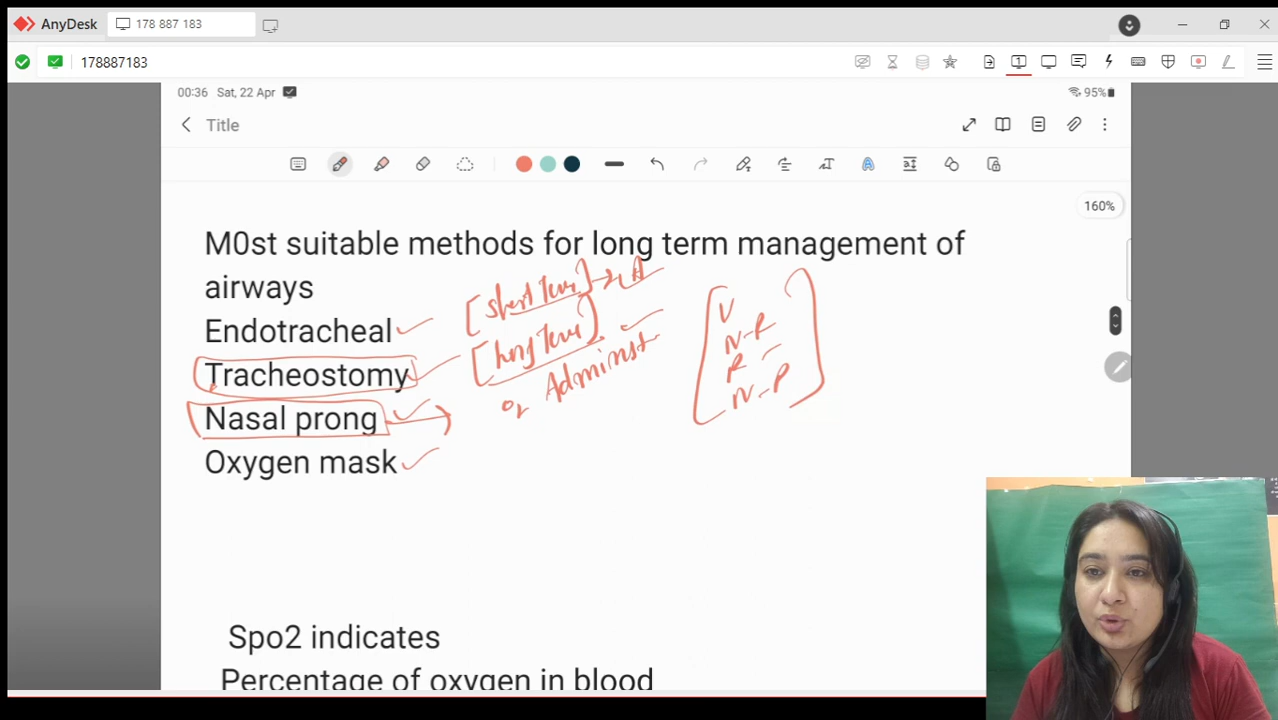 AnyDesk
178 887 183
178887183
1
00:36 Sat, 22 Apr
95%
Title
160%
M0st suitable methods for long term management of
airways
[short term]
Endotracheal
[long term]
Tracheostomy
Nasal prong
Oxygen mask
O2 Administ
V
N-R
R
N-P
Spo2 indicates
Percentage of oxygen in blood